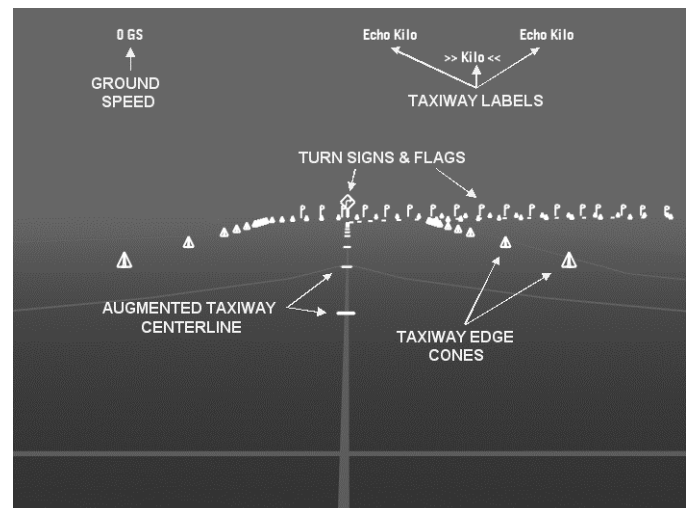 0 GS
Echo Kilo
Echo Kilo
>> Kilo <<
GROUND
SPEED
TAXIWAY LABELS
TURN SIGNS & FLAGS
AUGMENTED TAXIWAY
CENTERLINE
TAXIWAY EDGE
CONES